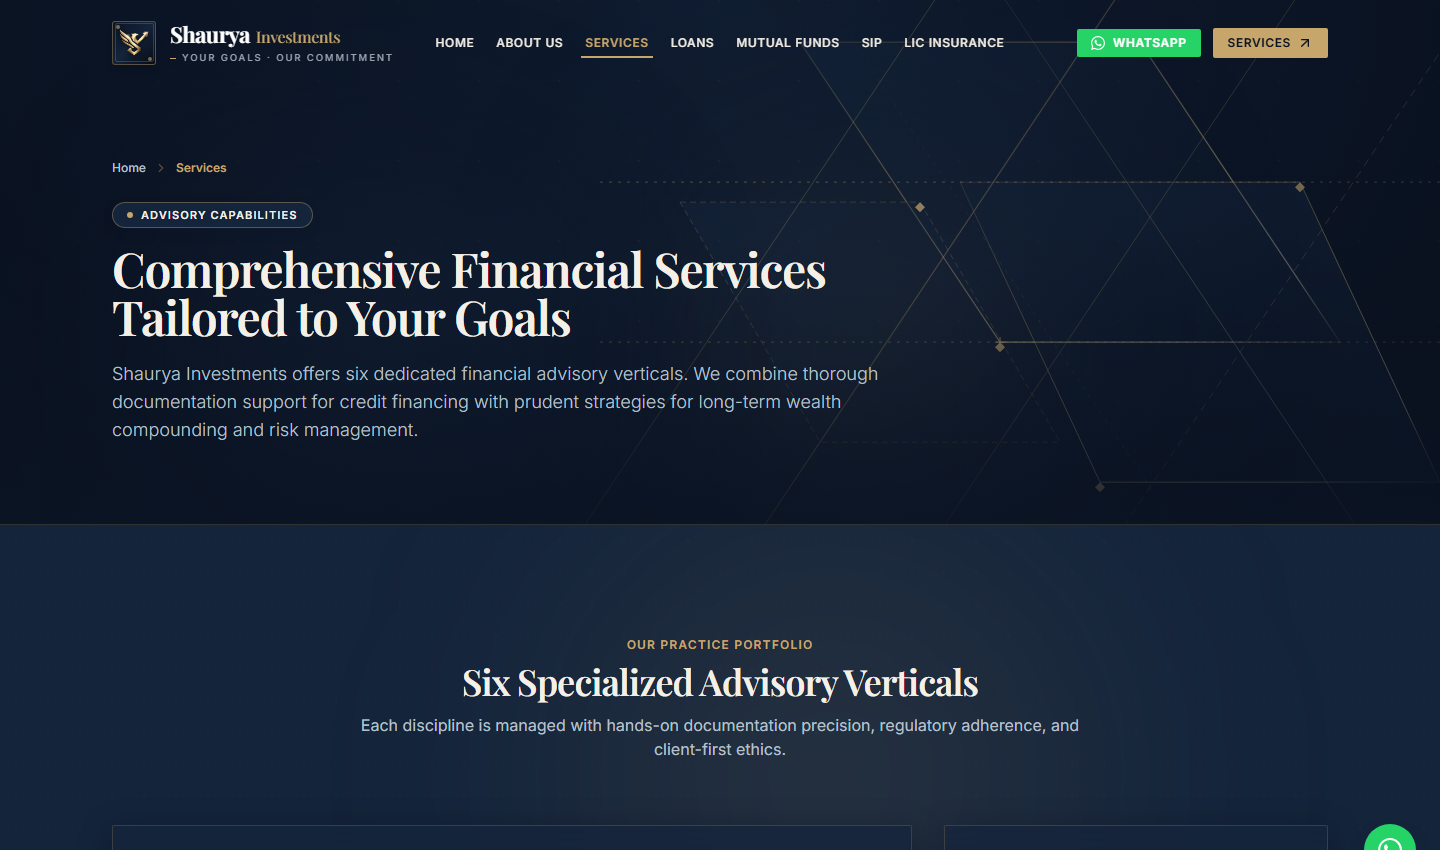 Shaurya Investments
YOUR GOALS · OUR COMMITMENT
HOME ABOUT US SERVICES LOANS MUTUAL FUNDS SIP LIC INSURANCE
WHATSAPP
SERVICES
Home > Services
ADVISORY CAPABILITIES
Comprehensive Financial Services
Tailored to Your Goals
Shaurya Investments offers six dedicated financial advisory verticals. We combine thorough
documentation support for credit financing with prudent strategies for long-term wealth
compounding and risk management.
OUR PRACTICE PORTFOLIO
Six Specialized Advisory Verticals
Each discipline is managed with hands-on documentation precision, regulatory adherence, and
client-first ethics.